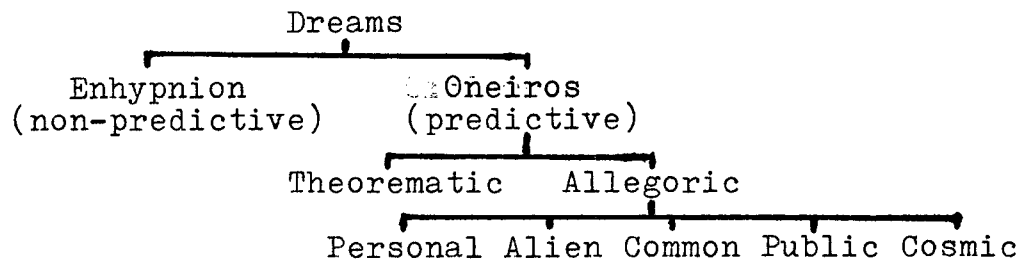 Dreams
Enhypnion Oneiros
(non-predictive) (predictive)
Theorematic Allegoric
Personal Alien Common Public Cosmic